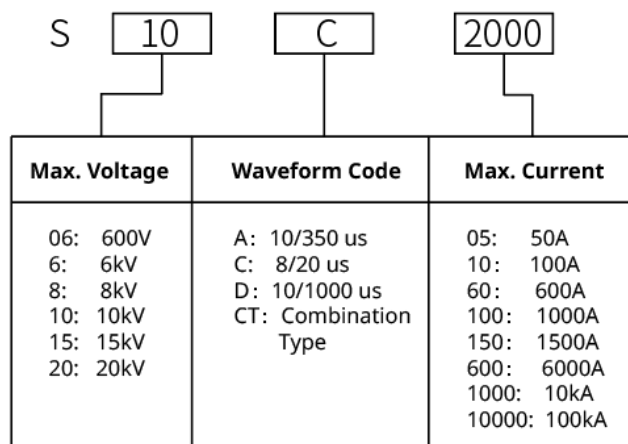 S 10 C 2000
Max. Voltage Waveform Code Max. Current
06: 600V A: 10/350 us 05: 50A
6: 6kV C: 8/20 us 10: 100A
8: 8kV D: 10/1000 us 60: 600A
10: 10kV CT: Combination 100: 1000A
15: 15kV Type 150: 1500A
20: 20kV 600: 6000A
1000: 10kA
10000: 100kA